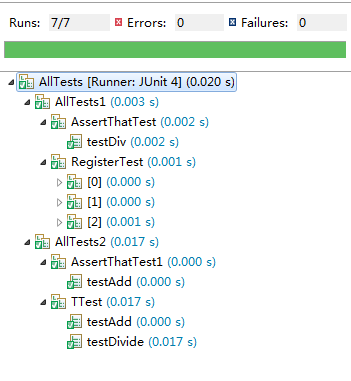 Runs: 7/7 Errors: 0 Failures: 0
AllTests [Runner: JUnit 4] (0.020 s)
AllTests1 (0.003 s)
AssertThatTest (0.002 s)
testDiv (0.002 s)
RegisterTest (0.001 s)
[0] (0.000 s)
[1] (0.000 s)
[2] (0.001 s)
AllTests2 (0.017 s)
AssertThatTest1 (0.000 s)
testAdd (0.000 s)
TTest (0.017 s)
testAdd (0.000 s)
testDivide (0.017 s)